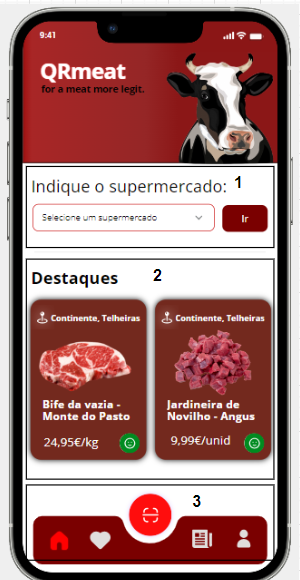 9:41
QRmeat
for a meat more legit.
Indique o supermercado: 1
Selecione um supermercado
Ir
Destaques 2
Continente, Telheiras
Bife da vazia -
Monte do Pasto
24,95€/kg
Continente, Telheiras
Jardineira de
Novilho - Angus
9,99€/unid
3